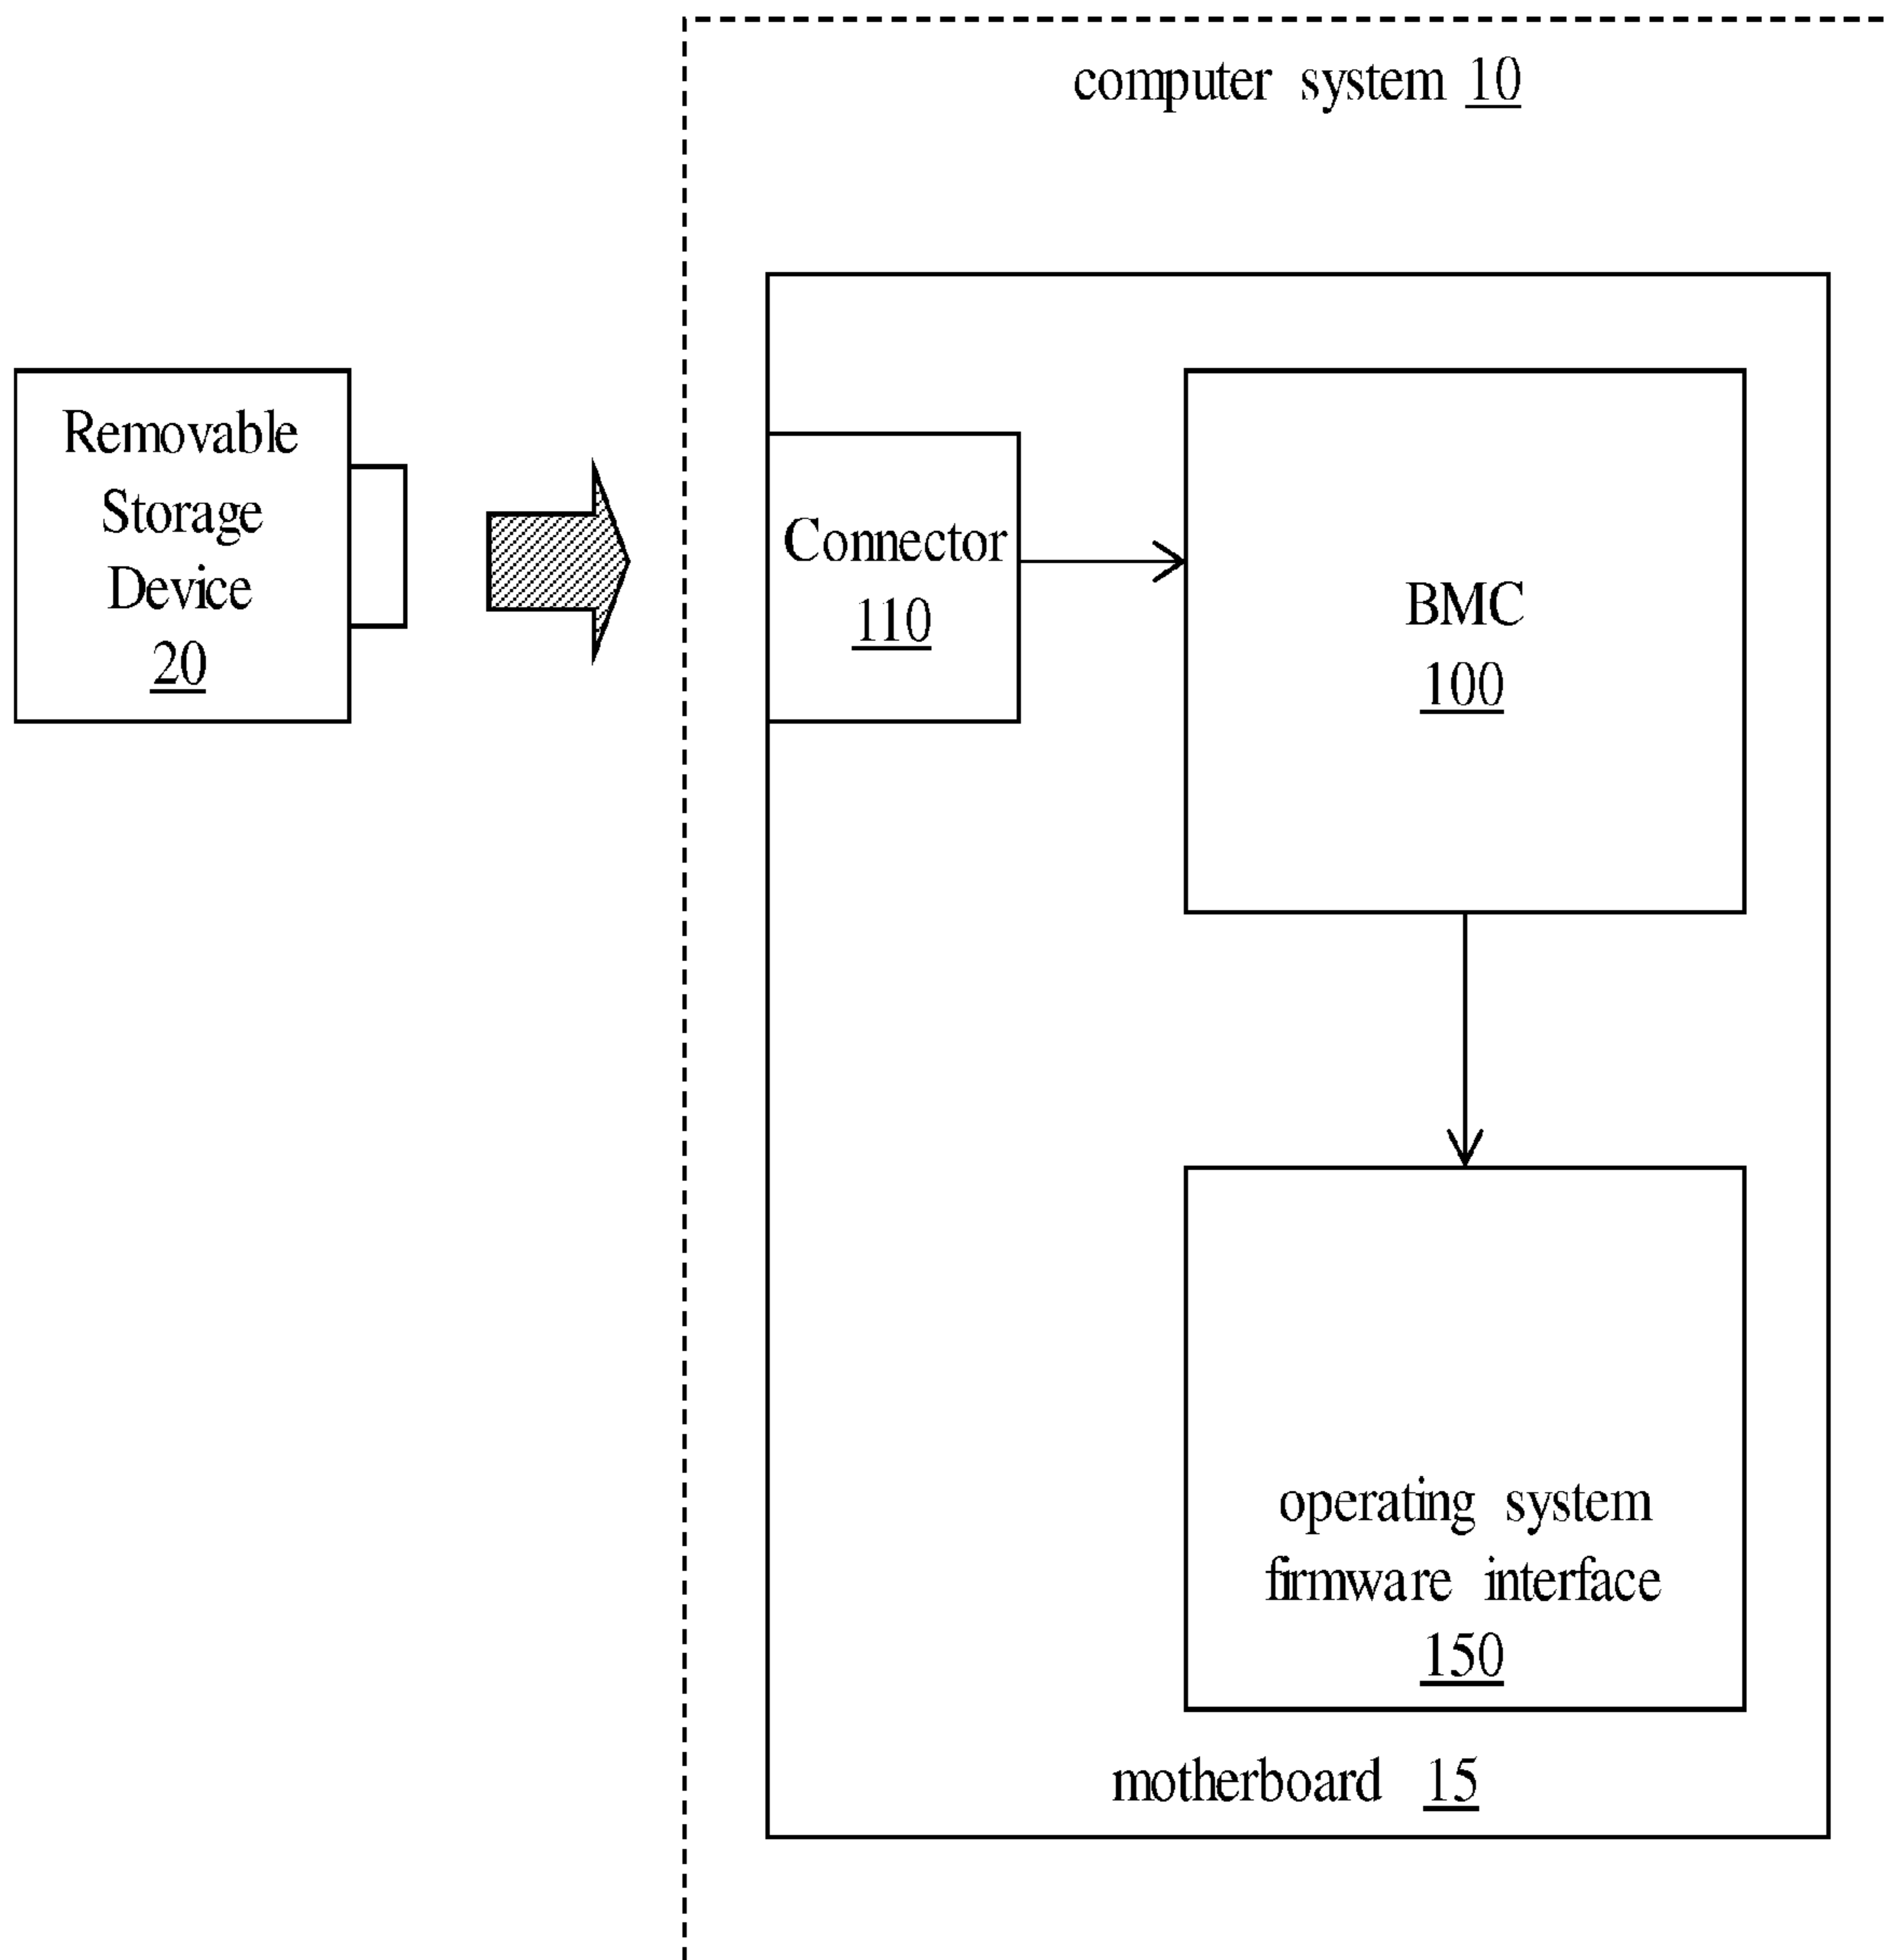 computer system 10
Removable
Storage
Device
20
Connector
110
BMC
100
operating system
firmware interface
150
motherboard 15